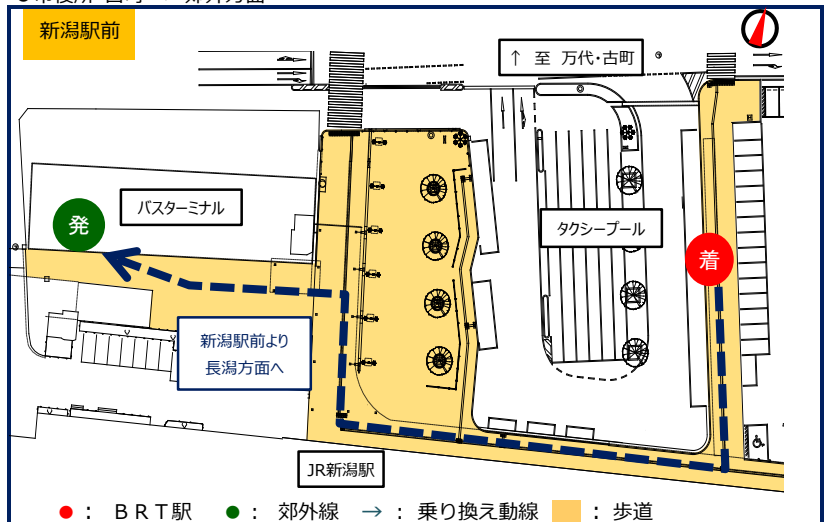 新潟駅前
↑ 至 万代・古町
バスターミナル
発
タクシープール
着
新潟駅前より
長潟方面へ
JR新潟駅
●： ＢＲＴ駅 ●： 郊外線 →：乗り換え動線 ：歩道